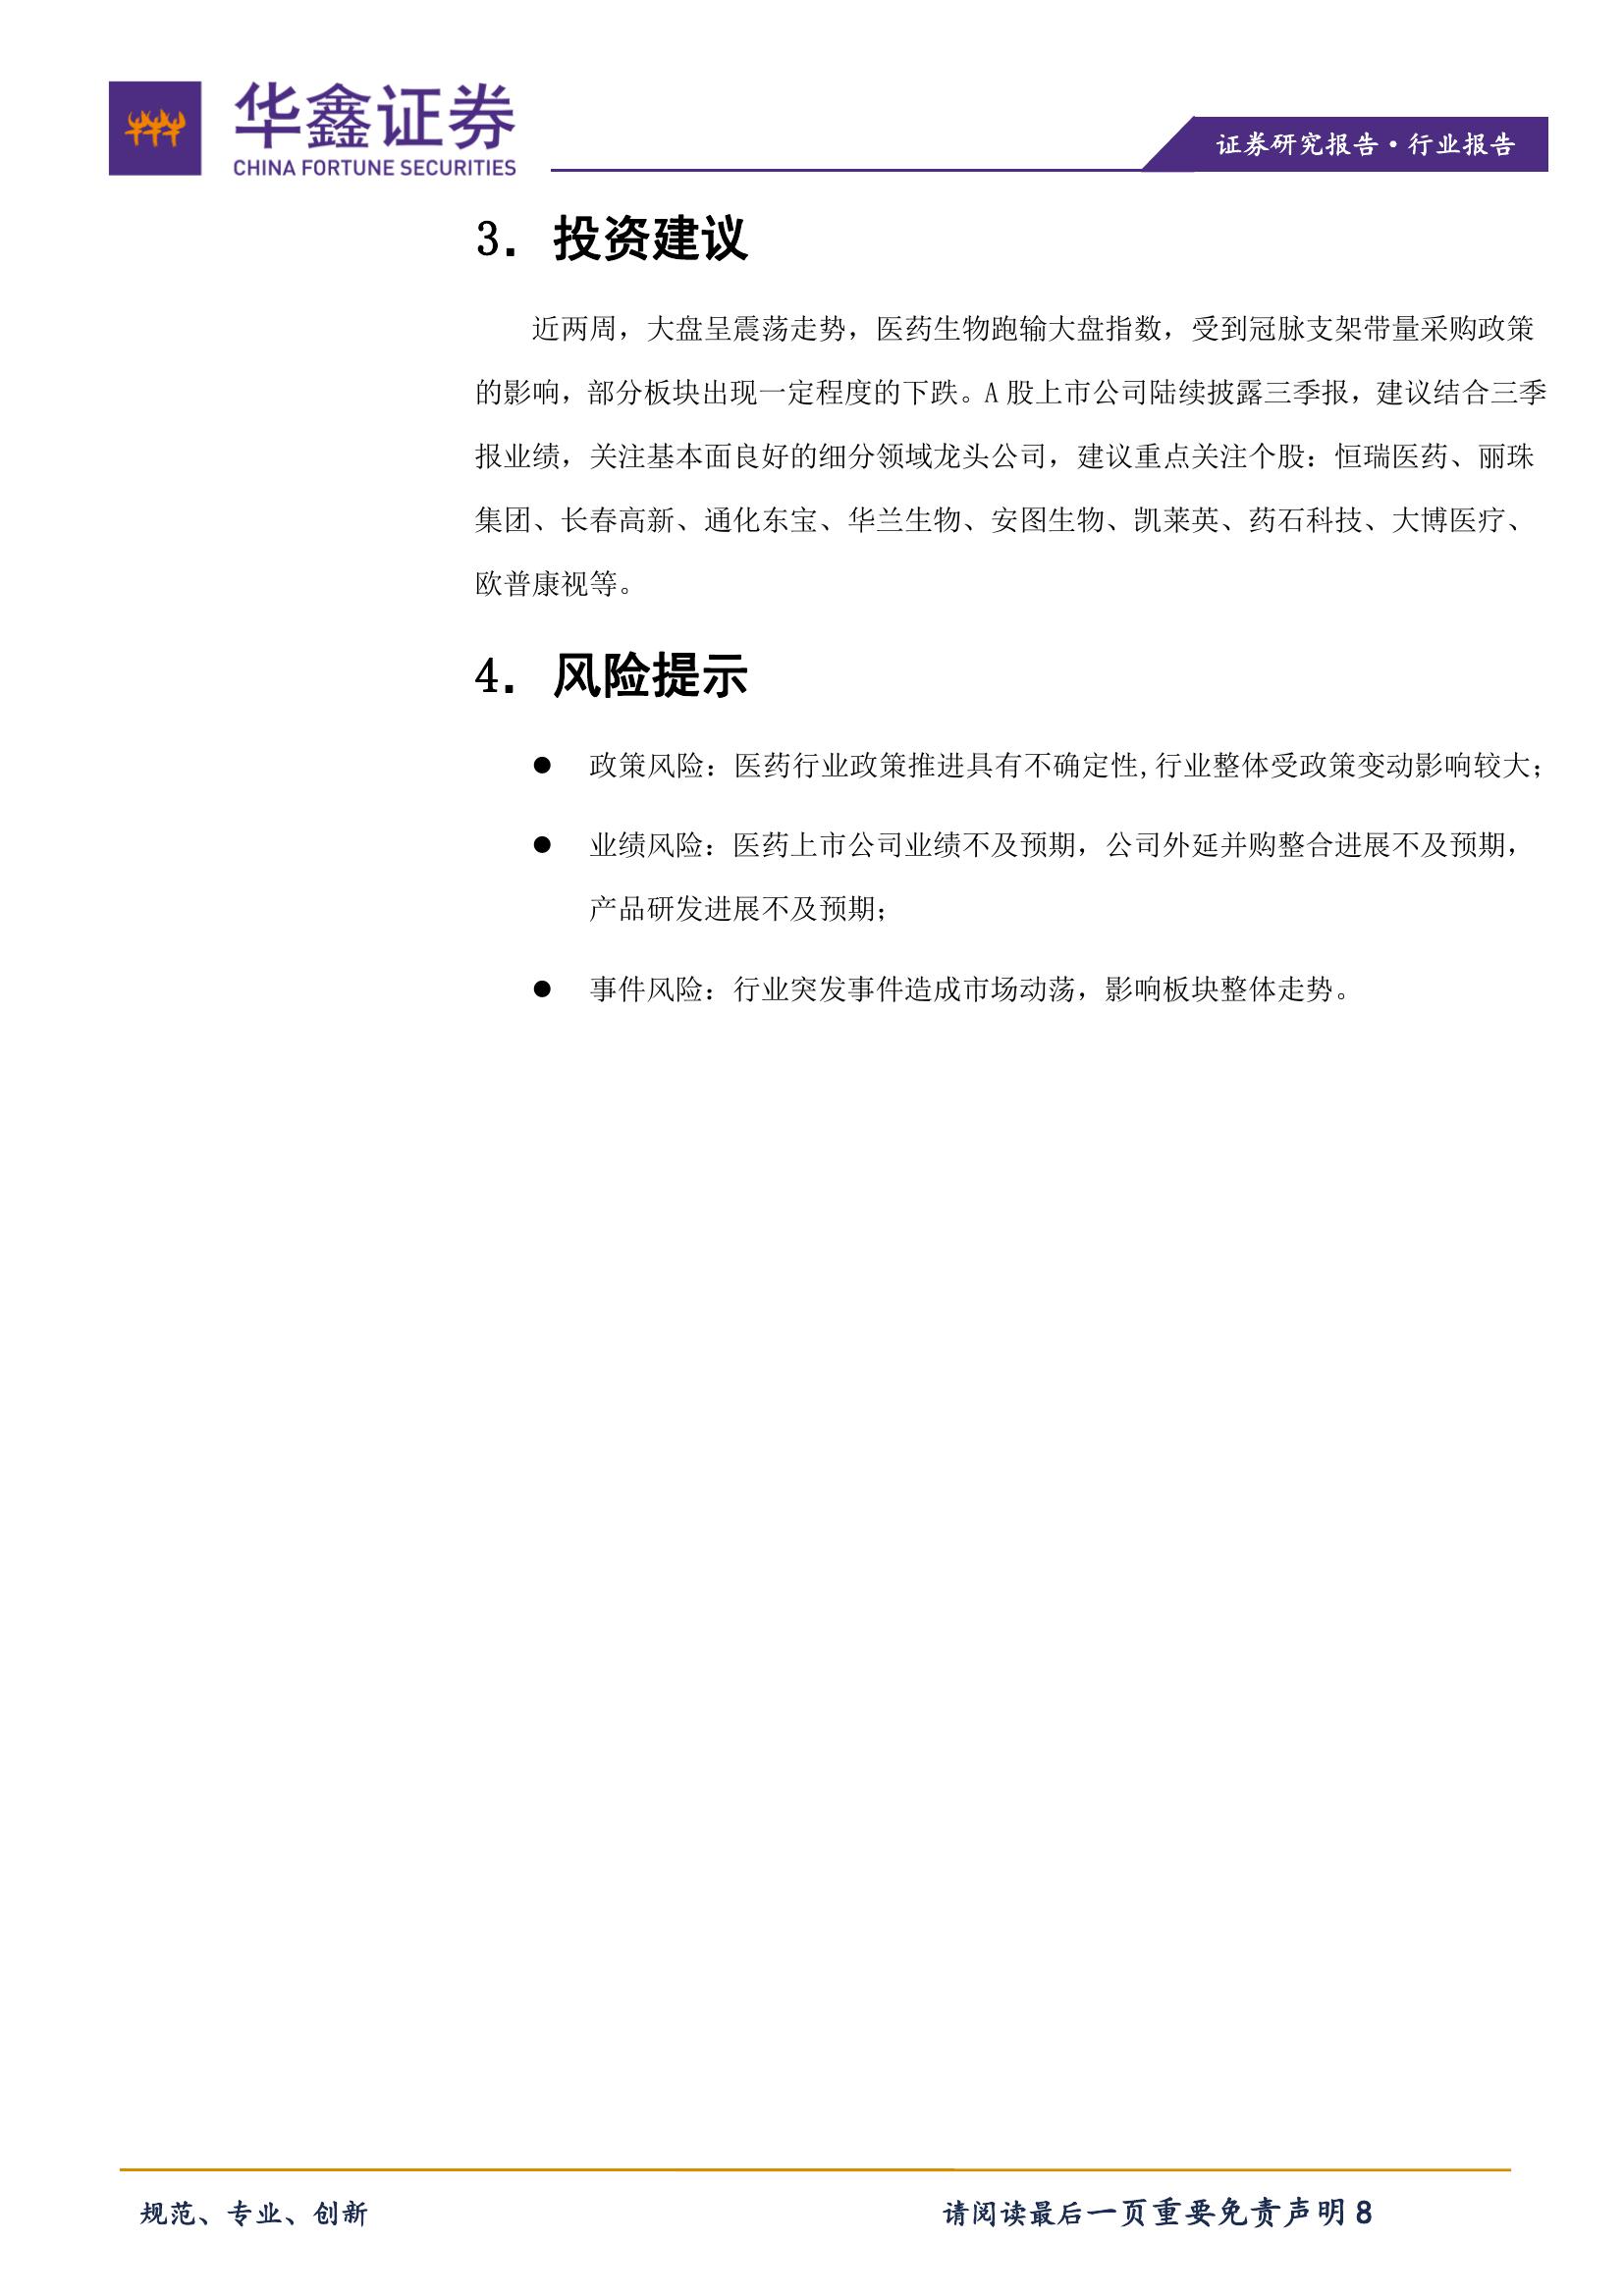 华鑫证券
CHINA FORTUNE SECURITIES
证券研究报告·行业报告
3. 投资建议
近两周，大盘呈震荡走势，医药生物跑输大盘指数，受到冠脉支架带量采购政策
的影响，部分板块出现一定程度的下跌。A 股上市公司陆续披露三季报，建议结合三季
报业绩，关注基本面良好的细分领域龙头公司，建议重点关注个股：恒瑞医药、丽珠
集团、长春高新、通化东宝、华兰生物、安图生物、凯莱英、药石科技、大博医疗、
欧普康视等。
4. 风险提示
● 政策风险：医药行业政策推进具有不确定性,行业整体受政策变动影响较大；
● 业绩风险：医药上市公司业绩不及预期，公司外延并购整合进展不及预期，
产品研发进展不及预期；
● 事件风险：行业突发事件造成市场动荡，影响板块整体走势。
规范、专业、创新
请阅读最后一页重要免责声明 8